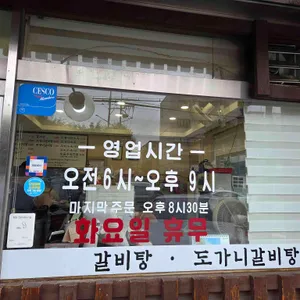 CESCO
Members
- 영업시간 -
오전6시~오후 9시
마지막 주문 오후8시30분
화요일 휴무
갈비탕 · 도가니갈비탕